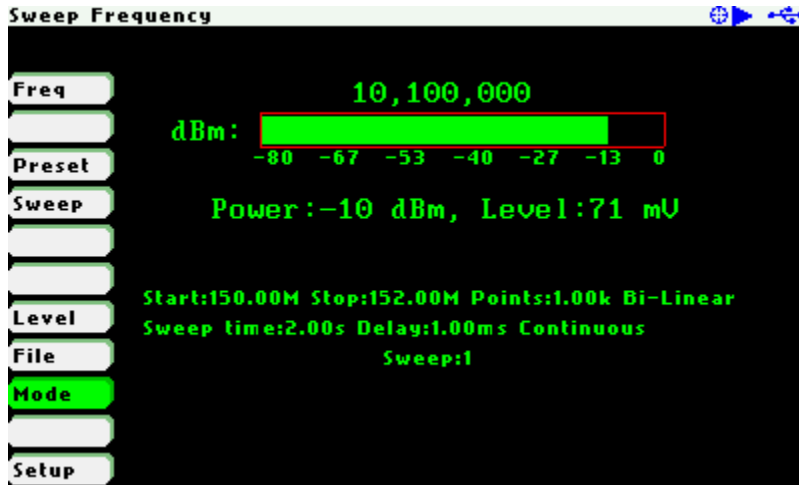 Sweep Frequency
Freq
Preset
Sweep
Level
File
Mode
Setup
10,100,000
dBm:
-80 -67 -53 -40 -27 -13 0
Power:-10 dBm, Level:71 mV
Start:150.00M Stop:152.00M Points:1.00k Bi-Linear
Sweep time:2.00s Delay:1.00ms Continuous
Sweep:1